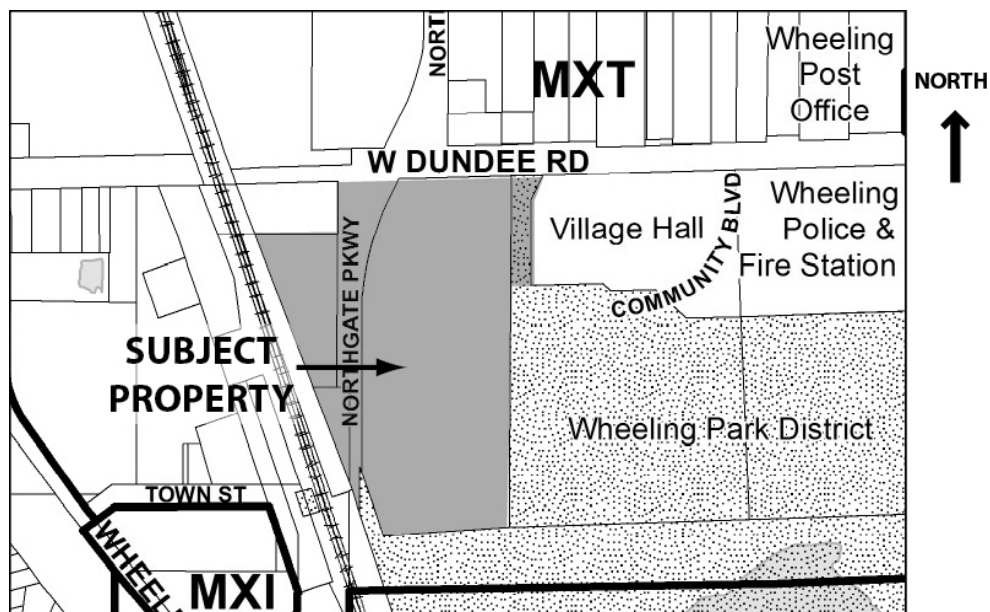 NORTH
MXT
Wheeling
Post
Office
NORTH
W DUNDEE RD
Village Hall
COMMUNITY BLVD
Wheeling
Police &
Fire Station
NORTHGATE PKWY
SUBJECT
PROPERTY
Wheeling Park District
TOWN ST
WHEELI
MXI